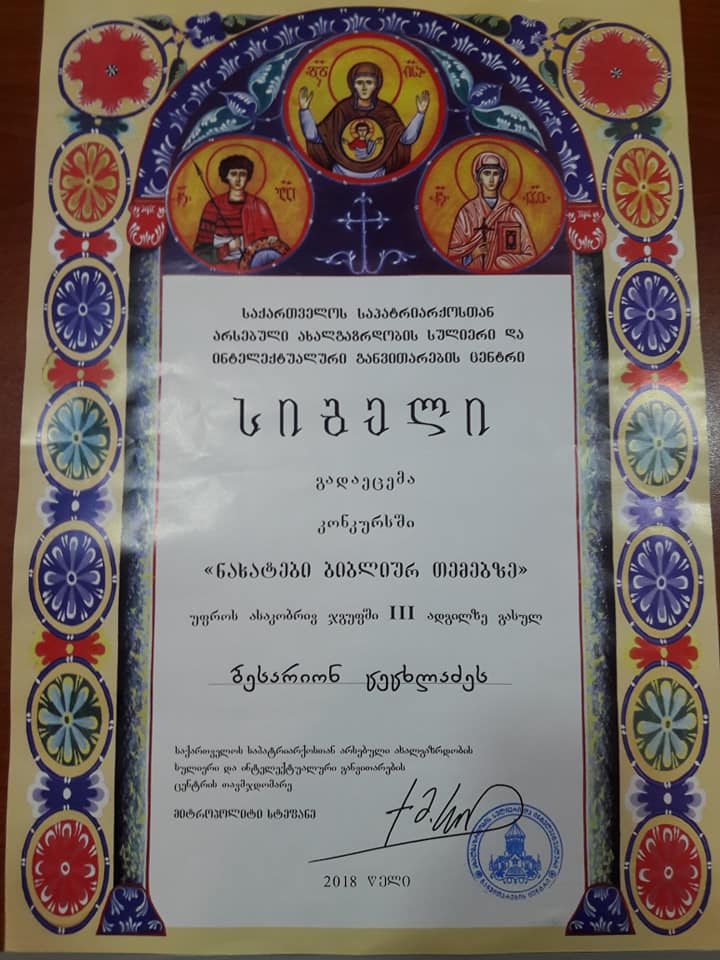 საქართველოს საპატრიარქოსთან
არსებული ახალგაზრდობის სულიერი და
ინტელექტუალური განვითარების ცენტრი
სიგელი
გადაეცემა
კონკურსში
«ნახატები ბიბლიურ თემებზე»
უფროს ასაკობრივ ჯგუფში III ადგილზე გასულ
ბესარიონ ცეცხლაძეს
საქართველოს საპატრიარქოსთან არსებული ახალგაზრდობის
სულიერი და ინტელექტუალური განვითარების
ცენტრის თავმჯდომარე
მიტროპოლიტი სტეფანე
2018 წელი